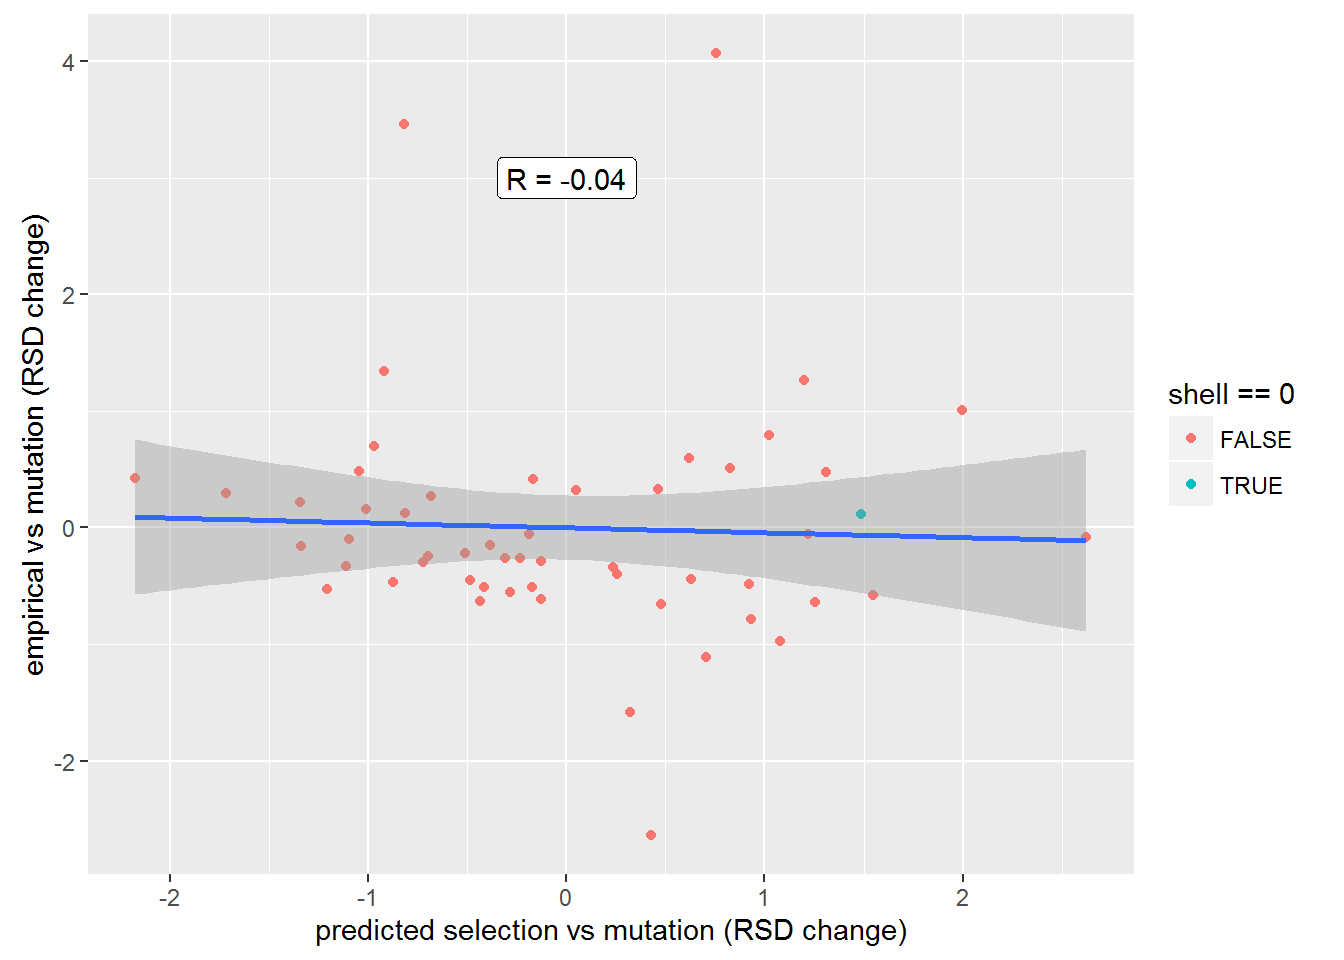 4
2
0
-2
empirical vs mutation (RSD change)
R = -0.04
-2
-1
0
1
2
predicted selection vs mutation (RSD change)
shell == 0
FALSE
TRUE